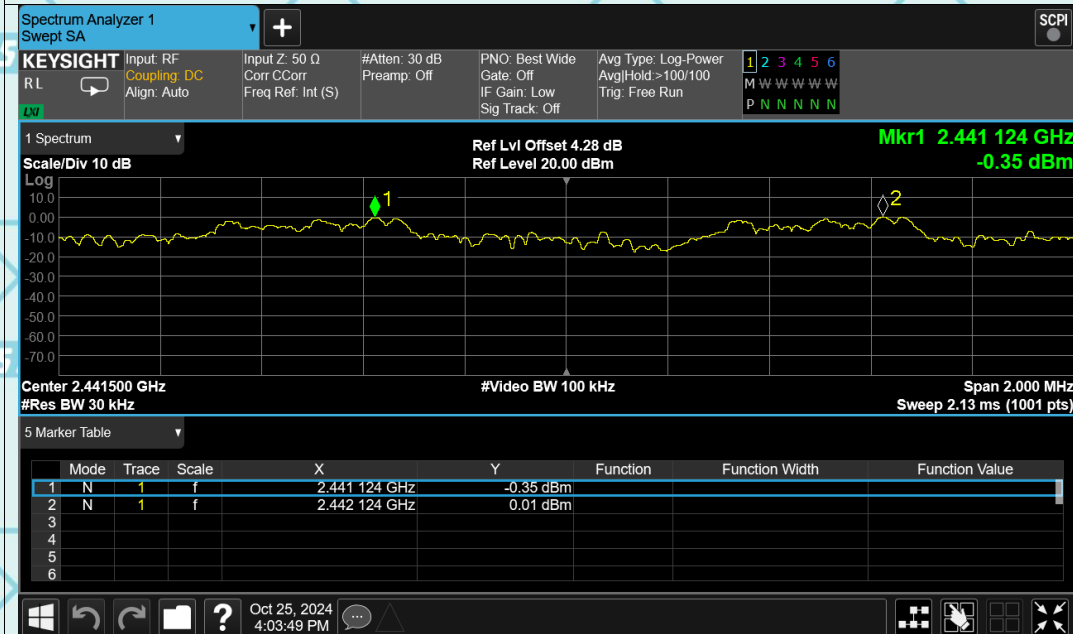 Spectrum Analyzer 1
Swept SA
+
SCPI
KEYSIGHT
R L
LXI
Input: RF
Coupling: DC
Align: Auto
Input Z: 50 Ω
Corr CCorr
Freq Ref: Int (S)
#Atten: 30 dB
Preamp: Off
PNO: Best Wide
Gate: Off
IF Gain: Low
Sig Track: Off
Avg Type: Log-Power
Avg|Hold:>100/100
Trig: Free Run
1 2 3 4 5 6
M W W W W W
P N N N N N
1 Spectrum
Scale/Div 10 dB
Ref Lvl Offset 4.28 dB
Ref Level 20.00 dBm
Mkr1 2.441 124 GHz
-0.35 dBm
Log
10.0
0.00
-10.0
-20.0
-30.0
-40.0
-50.0
-60.0
-70.0
1
2
Center 2.441500 GHz
#Video BW 100 kHz
Span 2.000 MHz
#Res BW 30 kHz
Sweep 2.13 ms (1001 pts)
5 Marker Table
Mode Trace Scale X Y Function Function Width Function Value
1 N 1 f 2.441 124 GHz -0.35 dBm
2 N 1 f 2.442 124 GHz 0.01 dBm
3
4
5
6
?
Oct 25, 2024
4:03:49 PM